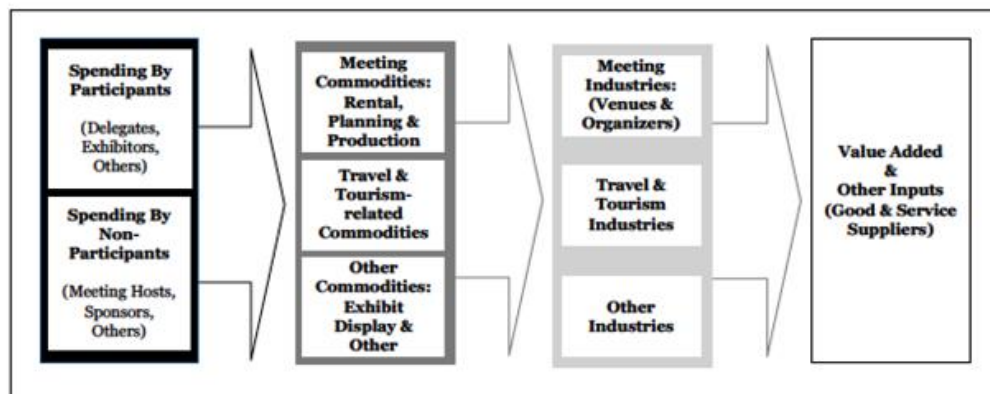 Spending By
Participants
(Delegates,
Exhibitors,
Others)
Spending By
Non-
Participants
(Meeting Hosts,
Sponsors,
Others)
Meeting
Commodities:
Rental,
Planning &
Production
Travel &
Tourism-
related
Commodities
Other
Commodities:
Exhibit
Display &
Other
Meeting
Industries:
(Venues &
Organizers)
Travel &
Tourism
Industries
Other
Industries
Value Added
&
Other Inputs
(Good & Service
Suppliers)